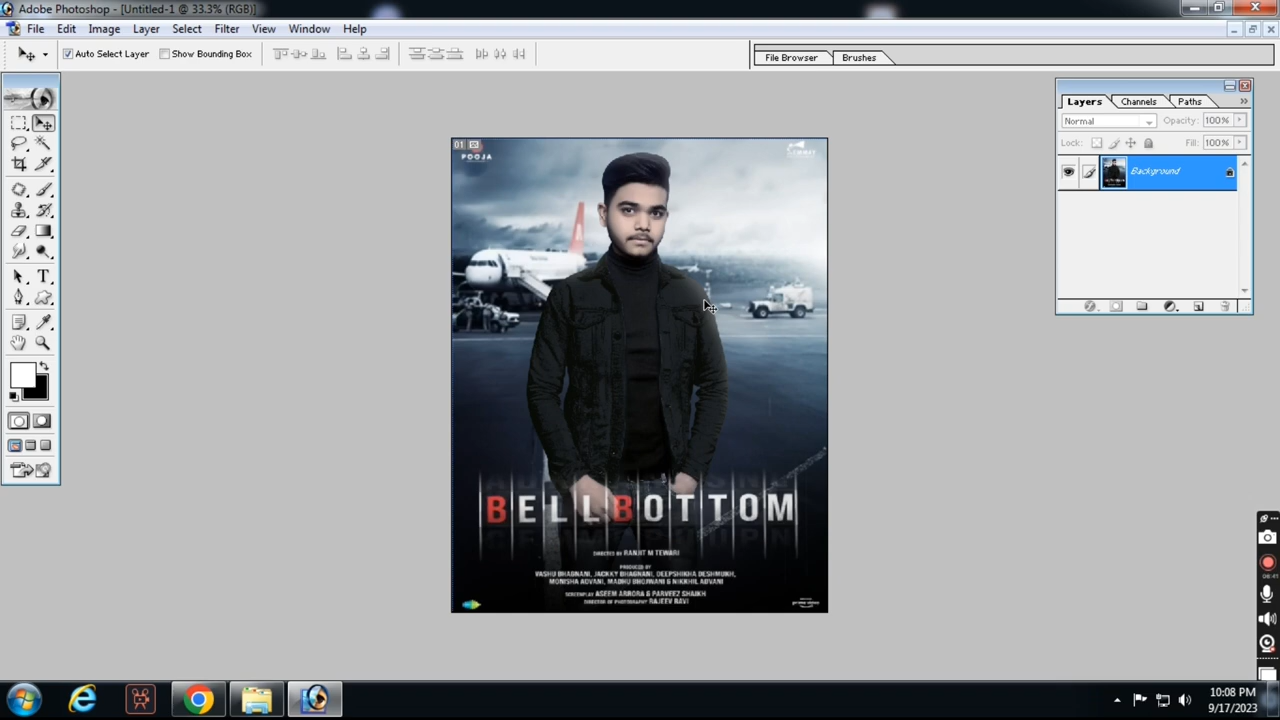 Adobe Photoshop - [Untitled-1 @ 33.3% (RGB)]
File Edit Image Layer Select Filter View Window Help
Auto Select Layer Show Bounding Box
File Browser Brushes
Layers Channels Paths
Normal Opacity: 100%
Lock: Fill: 100%
Background
01
POOJA
BELLBOTTOM
DIRECTED BY RANJIT M TEWARI
PRODUCED BY
VASHU BHAGNANI, JACKKY BHAGNANI, DEEPSHIKHA DESHMUKH,
MONISHA ADVANI, MADHU BHOJWANI & NIKKHIL ADVANI
SCREENPLAY ASEEM ARRORA & PARVEEZ SHAIKH
DIRECTOR OF PHOTOGRAPHY RAJEEV RAVI
prime video
10:08 PM
9/17/2023